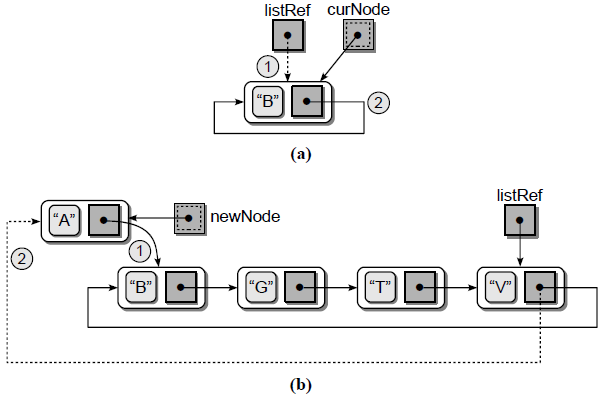 listRef curNode
1
"B" 2
(a)
listRef
"A" newNode
2 1
"B" "G" "T" "V"
(b)